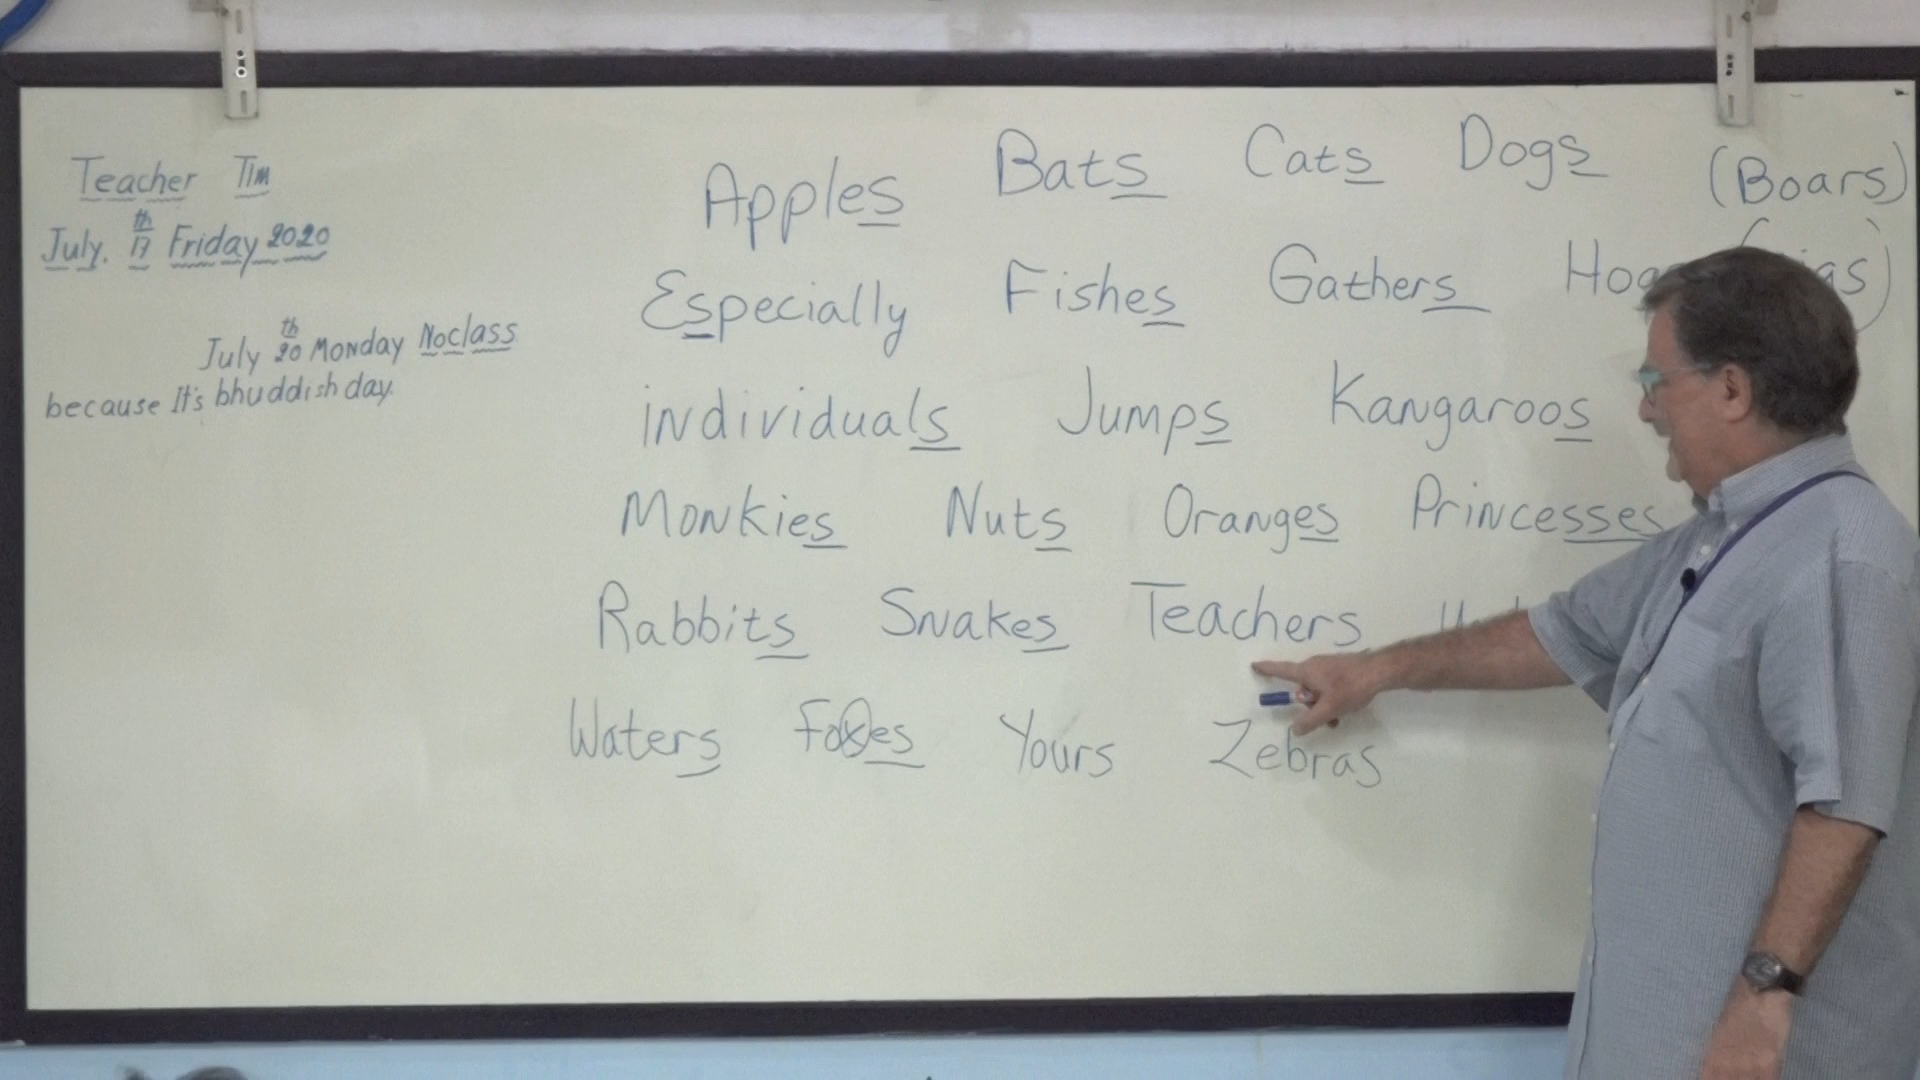 Teacher Tim
July. 17th Friday 2020
July 20th Monday Noclass
because It's bhuddish day.
Apples Bats Cats Dogs (Boars)
Especially Fishes Gathers
individuals Jumps Kangaroos
Monkies Nuts Oranges Princesses
Rabbits Snakes Teachers
Waters Foxes Yours Zebras